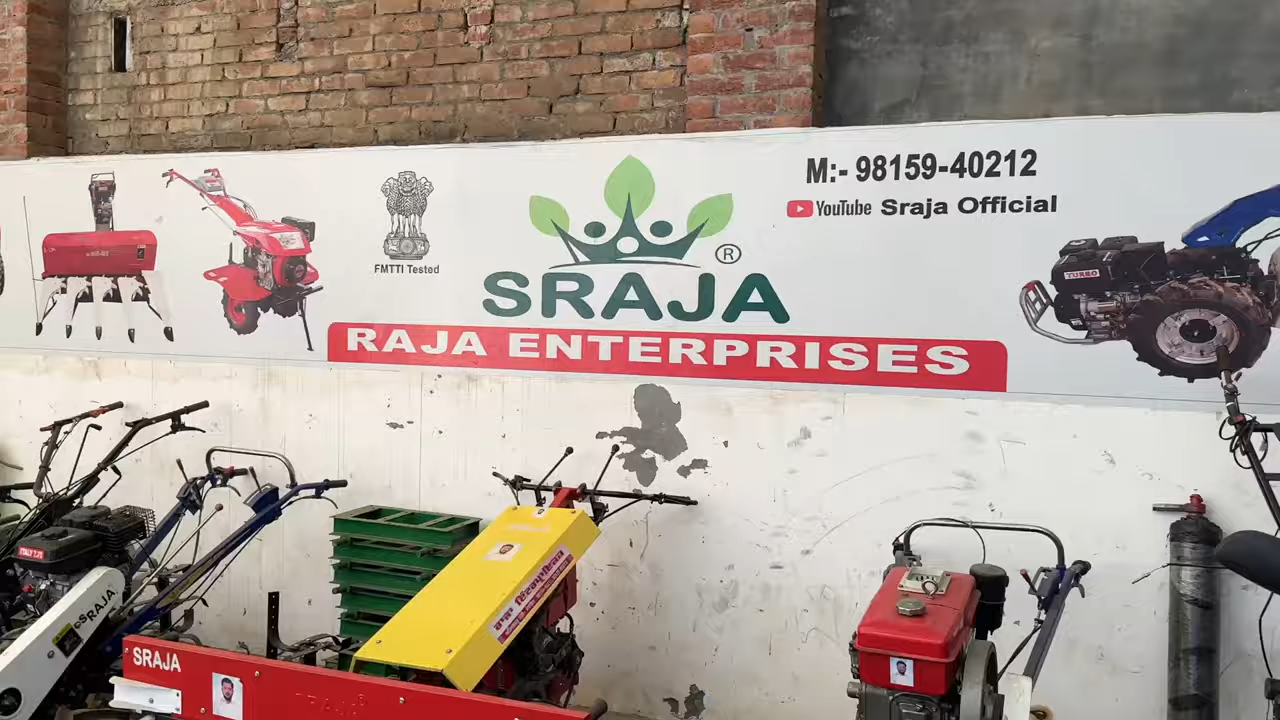 M:- 98159-40212
YouTube Sraja Official
FMTTI Tested
SRAJA®
RAJA ENTERPRISES
TURBO
SRAJA
SRAJA